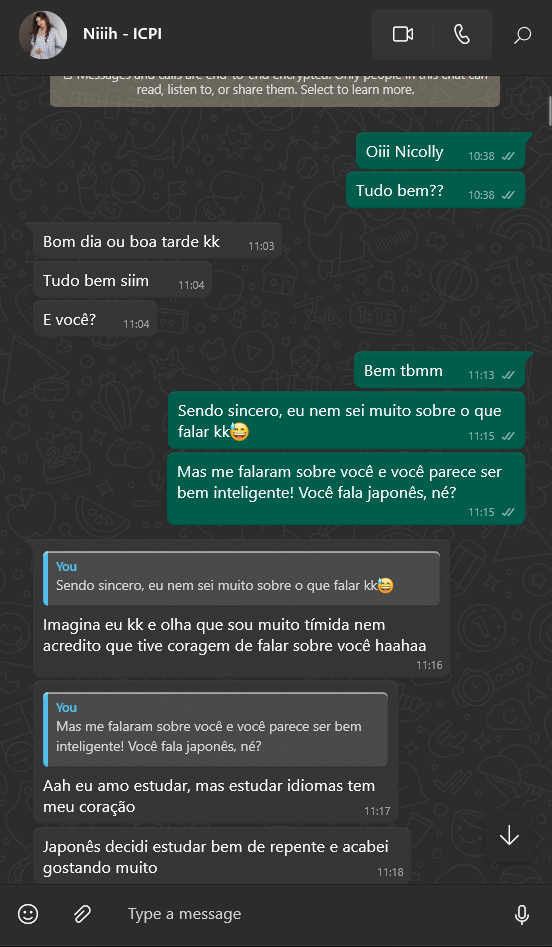 Niiih - ICPI
Messages and calls are end-to-end encrypted. Only people in this chat can
read, listen to, or share them. Select to learn more.
Oiii Nicolly
10:38
Tudo bem??
10:38
Bom dia ou boa tarde kk
11:03
Tudo bem siim
11:04
E você?
11:04
Bem tbmm
11:13
Sendo sincero, eu nem sei muito sobre o que
falar kk😅
11:15
Mas me falaram sobre você e você parece ser
bem inteligente! Você fala japonês, né?
11:15
You
Sendo sincero, eu nem sei muito sobre o que falar kk😅
Imagina eu kk e olha que sou muito tímida nem
acredito que tive coragem de falar sobre você haahaa
11:16
You
Mas me falaram sobre você e você parece ser bem
inteligente! Você fala japonês, né?
Aah eu amo estudar, mas estudar idiomas tem
meu coração
11:17
Japonês decidi estudar bem de repente e acabei
gostando muito
11:18
Type a message